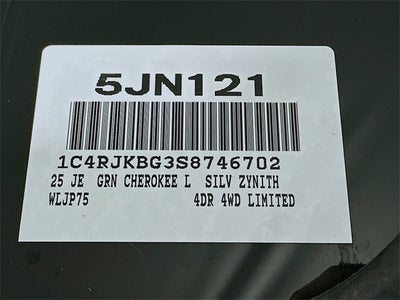 5JN121
1C4RJKBG3S8746702
25 JE GRN CHEROKEE L SILV ZYNITH
WLJP75 4DR 4WD LIMITED